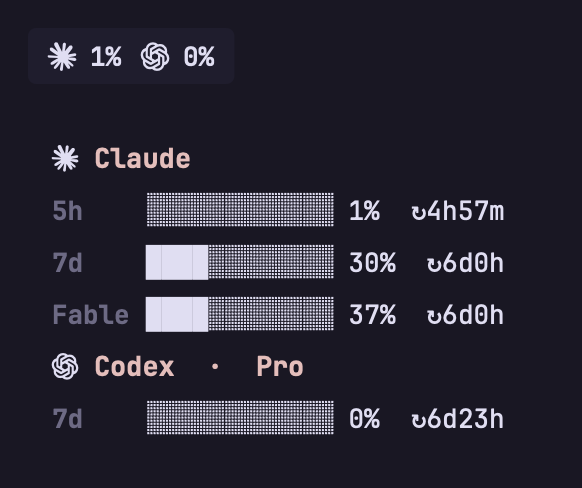 1% 0%
Claude
5h 1% ↻4h57m
7d 30% ↻6d0h
Fable 37% ↻6d0h
Codex · Pro
7d 0% ↻6d23h